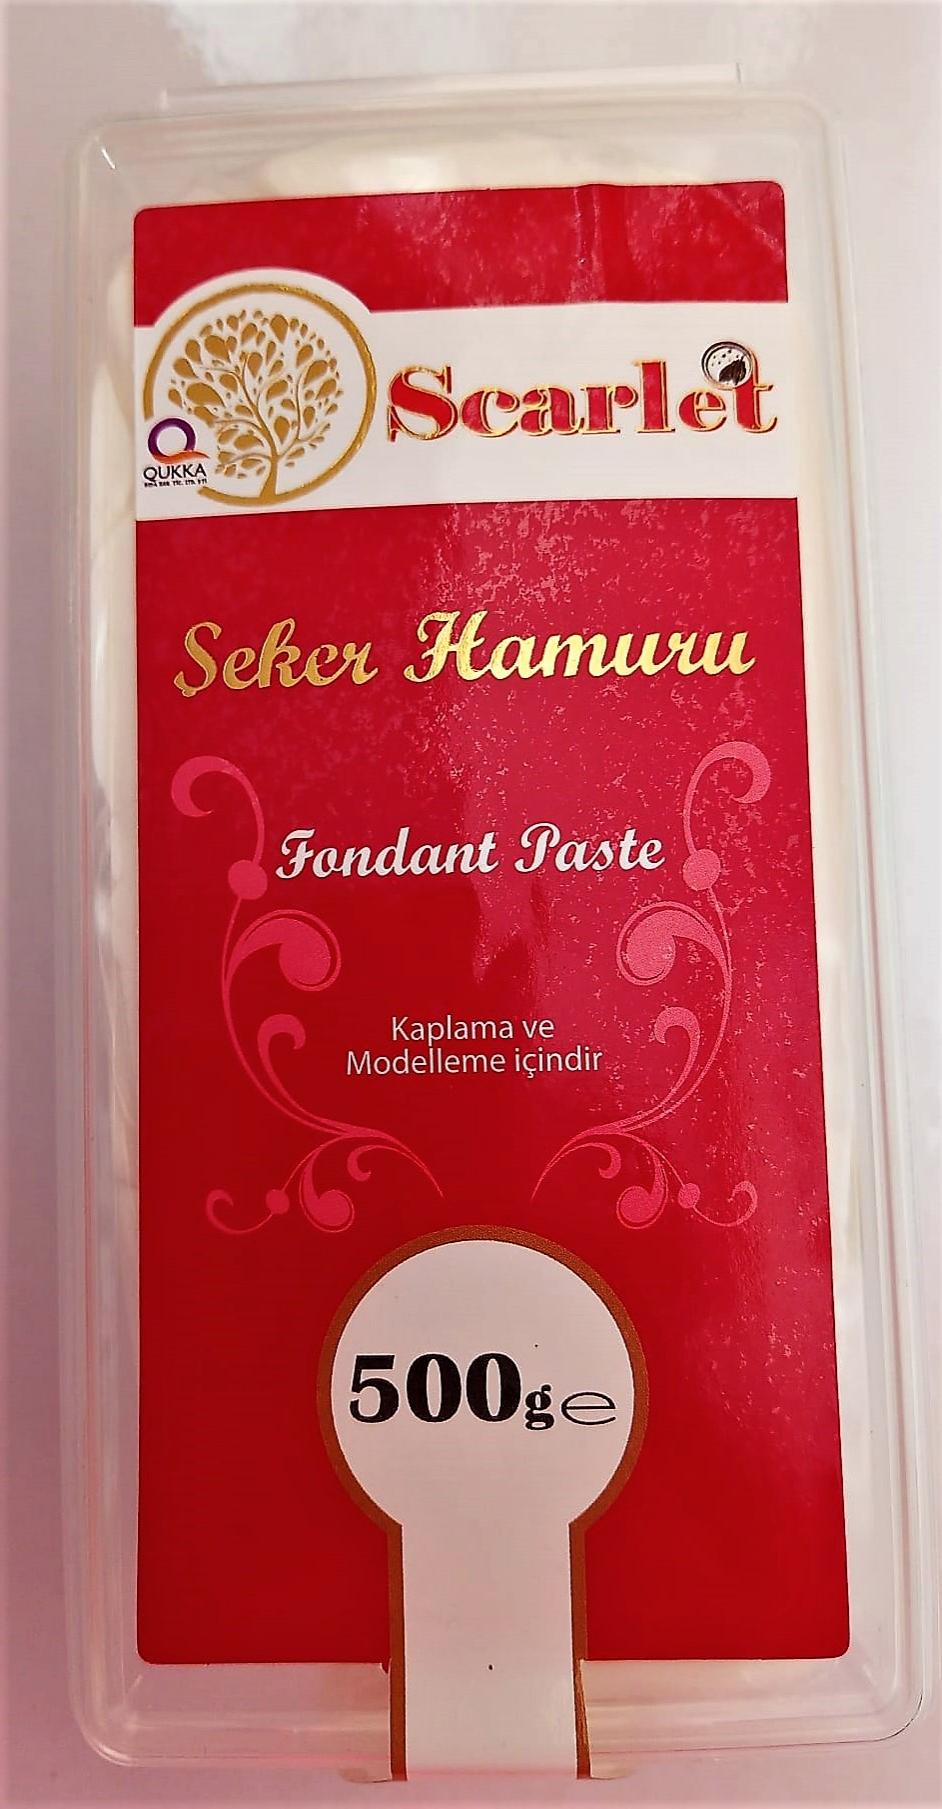 Scarlet
QUKKA
Şeker Hamuru
Fondant Paste
Kaplama ve
Modelleme içindir
500g℮